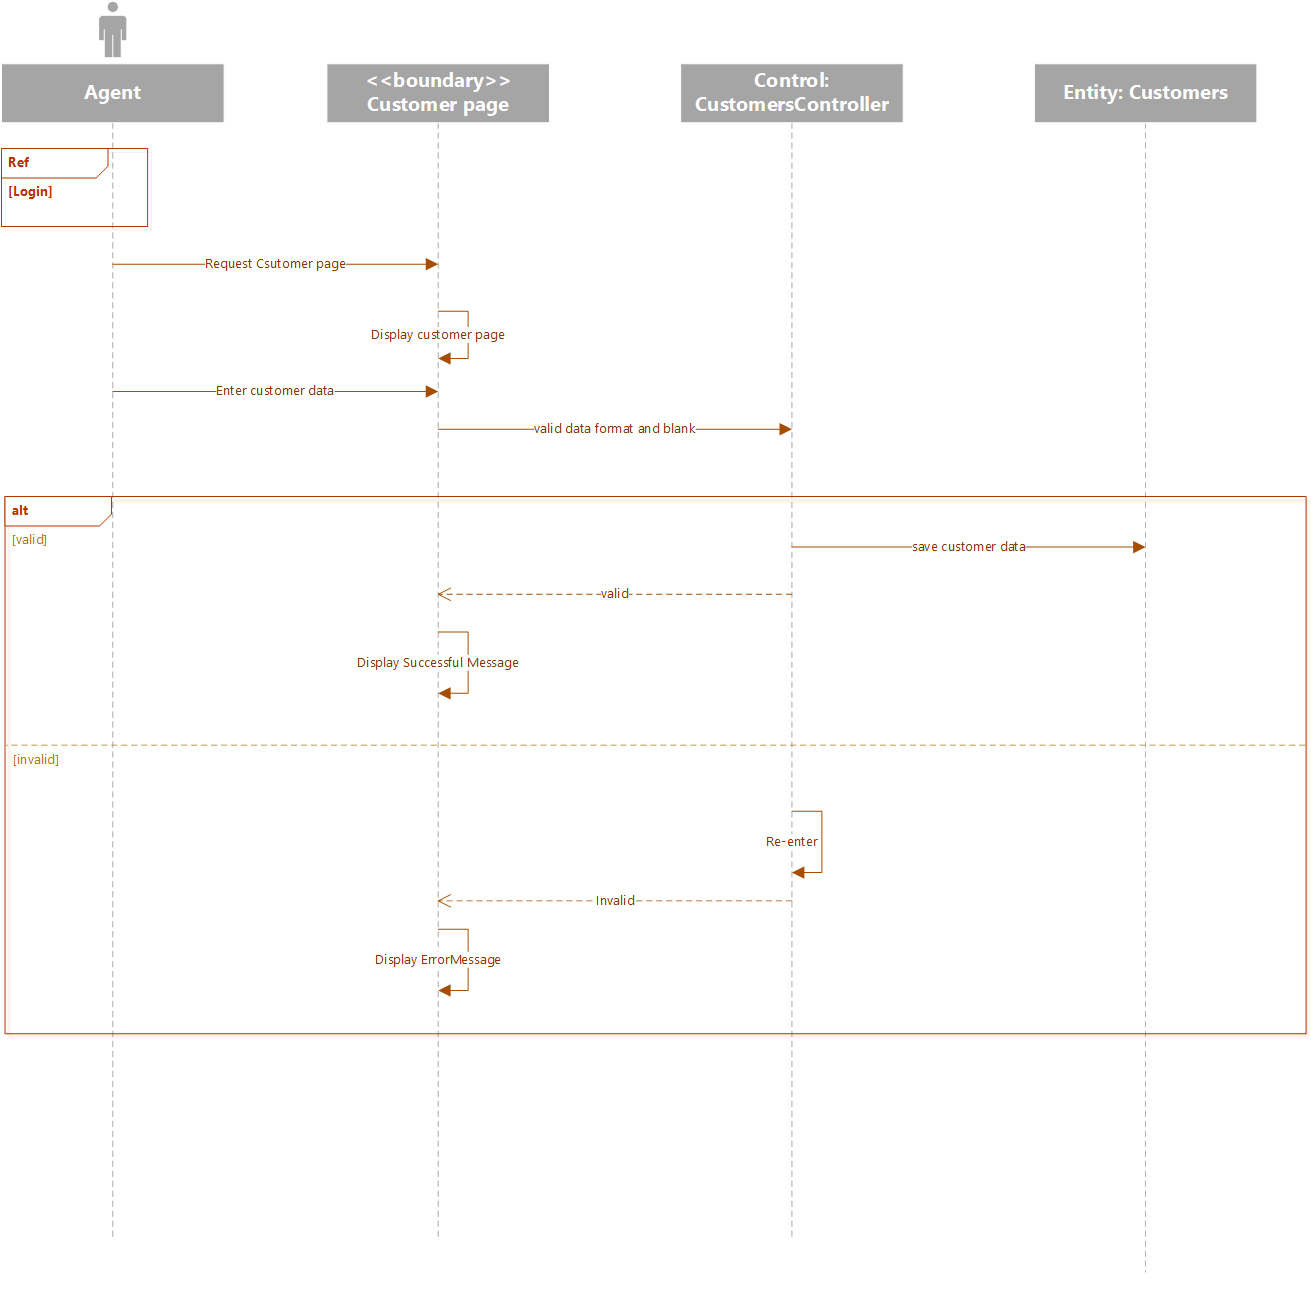 Agent
<<boundary>>
Customer page
Control:
CustomersController
Entity: Customers
Ref
[Login]
Request Csutomer page
Display customer page
Enter customer data
valid data format and blank
alt
[valid]
save customer data
valid
Display Successful Message
[invalid]
Re-enter
Invalid
Display ErrorMessage